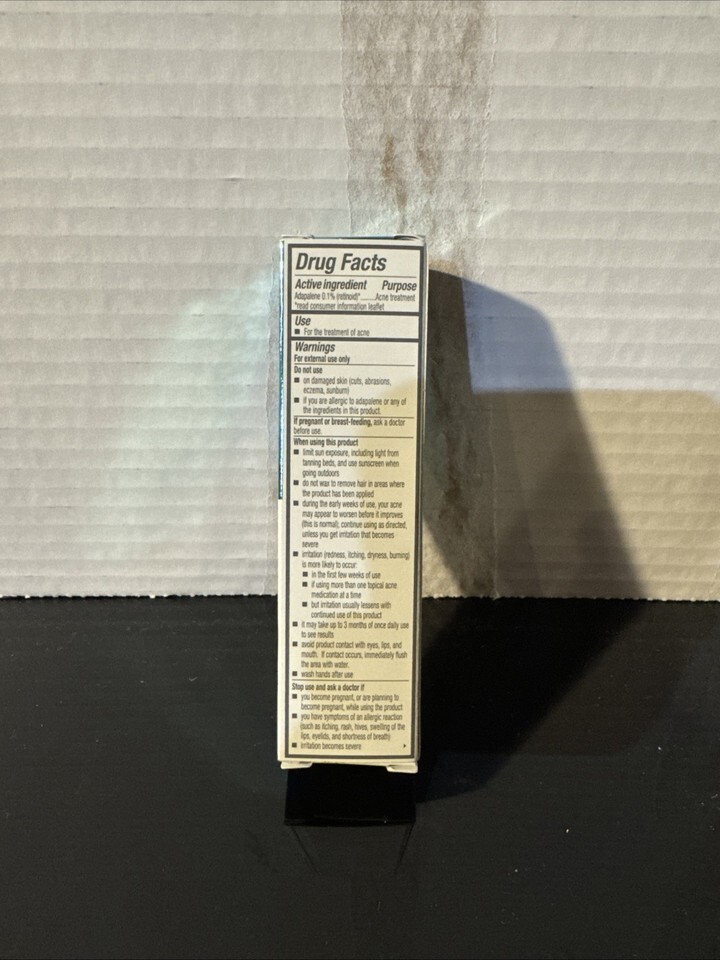 Drug Facts
Active ingredient Purpose
Adapalene 0.1% (retinoid)*.......Acne treatment
*read consumer information leaflet
Use
■ For the treatment of acne
Warnings
For external use only
Do not use
■ on damaged skin (cuts, abrasions,
eczema, sunburn)
■ if you are allergic to adapalene or any of
the ingredients in this product.
If pregnant or breast-feeding, ask a doctor
before use.
When using this product
■ limit sun exposure, including light from
tanning beds, and use sunscreen when
going outdoors
■ do not wax to remove hair in areas where
the product has been applied
■ during the early weeks of use, your acne
may appear to worsen before it improves
(this is normal); continue using as directed,
unless you get irritation that becomes
severe
■ irritation (redness, itching, dryness, burning)
is more likely to occur:
■ in the first few weeks of use
■ if using more than one topical acne
medication at a time
■ but irritation usually lessens with
continued use of this product
■ it may take up to 3 months of once daily use
to see results
■ avoid product contact with eyes, lips, and
mouth. If contact occurs, immediately flush
the area with water.
■ wash hands after use
Stop use and ask a doctor if
■ you become pregnant, or are planning to
become pregnant, while using the product
■ you have symptoms of an allergic reaction
(such as itching, rash, hives, swelling of the
lips, eyelids, and shortness of breath)
■ irritation becomes severe